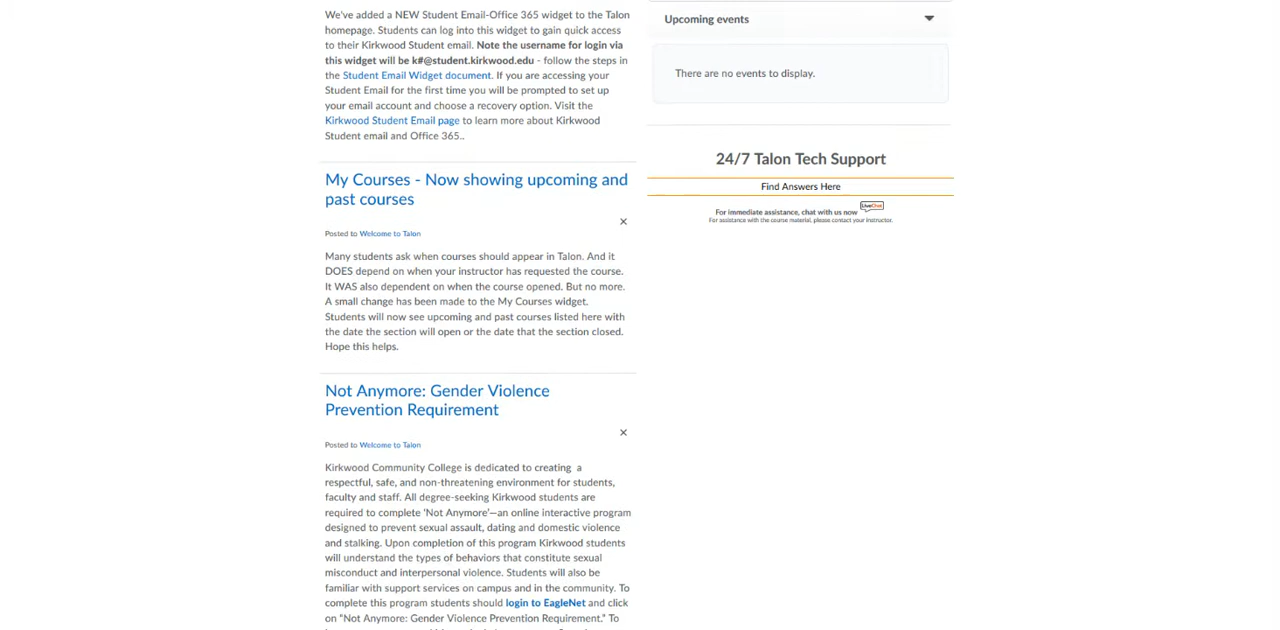 We've added a NEW Student Email-Office 365 widget to the Talon
homepage. Students can log into this widget to gain quick access
to their Kirkwood Student email. Note the username for login via
this widget will be k#@student.kirkwood.edu - follow the steps in
the Student Email Widget document. If you are accessing your
Student Email for the first time you will be prompted to set up
your email account and choose a recovery option. Visit the
Kirkwood Student Email page to learn more about Kirkwood
Student email and Office 365..
My Courses - Now showing upcoming and
past courses
Posted to Welcome to Talon
Many students ask when courses should appear in Talon. And it
DOES depend on when your instructor has requested the course.
It WAS also dependent on when the course opened. But no more.
A small change has been made to the My Courses widget.
Students will now see upcoming and past courses listed here with
the date the section will open or the date that the section closed.
Hope this helps.
Not Anymore: Gender Violence
Prevention Requirement
Posted to Welcome to Talon
Kirkwood Community College is dedicated to creating a
respectful, safe, and non-threatening environment for students,
faculty and staff. All degree-seeking Kirkwood students are
required to complete 'Not Anymore'—an online interactive program
designed to prevent sexual assault, dating and domestic violence
and stalking. Upon completion of this program Kirkwood students
will understand the types of behaviors that constitute sexual
misconduct and interpersonal violence. Students will also be
familiar with support services on campus and in the community. To
complete this program students should login to EagleNet and click
on "Not Anymore: Gender Violence Prevention Requirement." To
Upcoming events
There are no events to display.
24/7 Talon Tech Support
Find Answers Here
For immediate assistance, chat with us now LiveChat
For assistance with the course material, please contact your instructor.